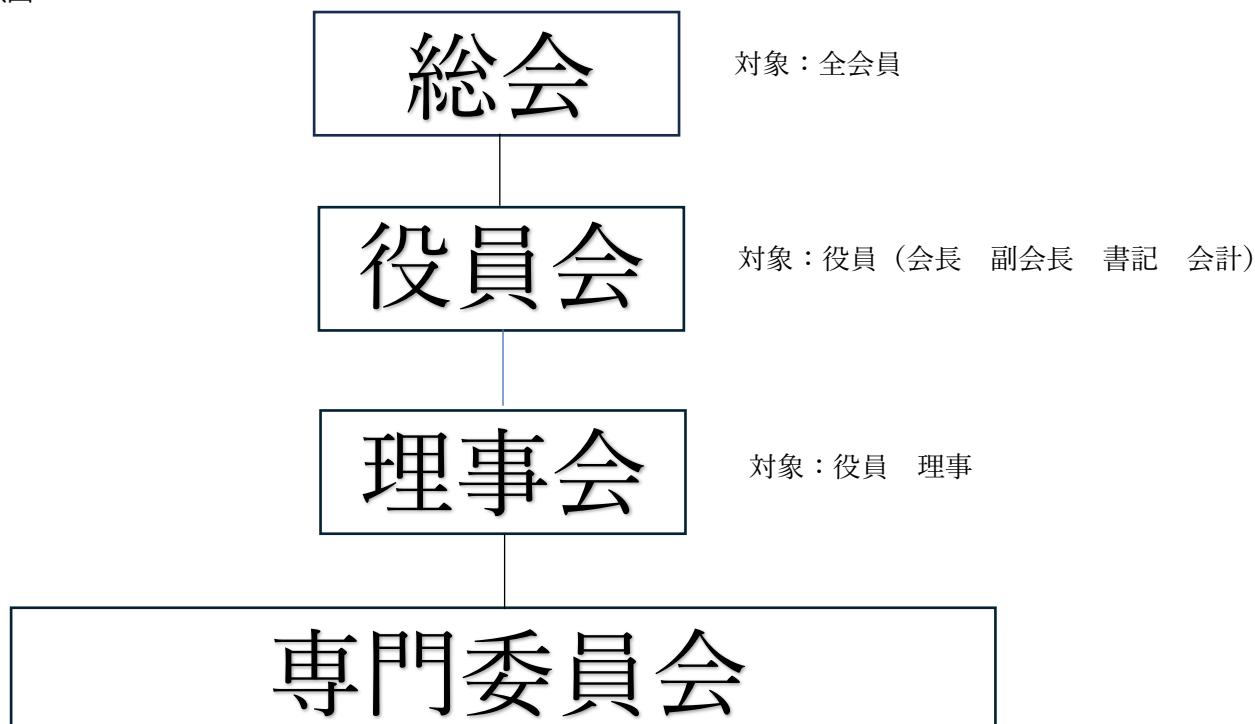 総会
対象：全会員
役員会
対象：役員（会長　副会長　書記　会計）
理事会
対象：役員　理事
専門委員会